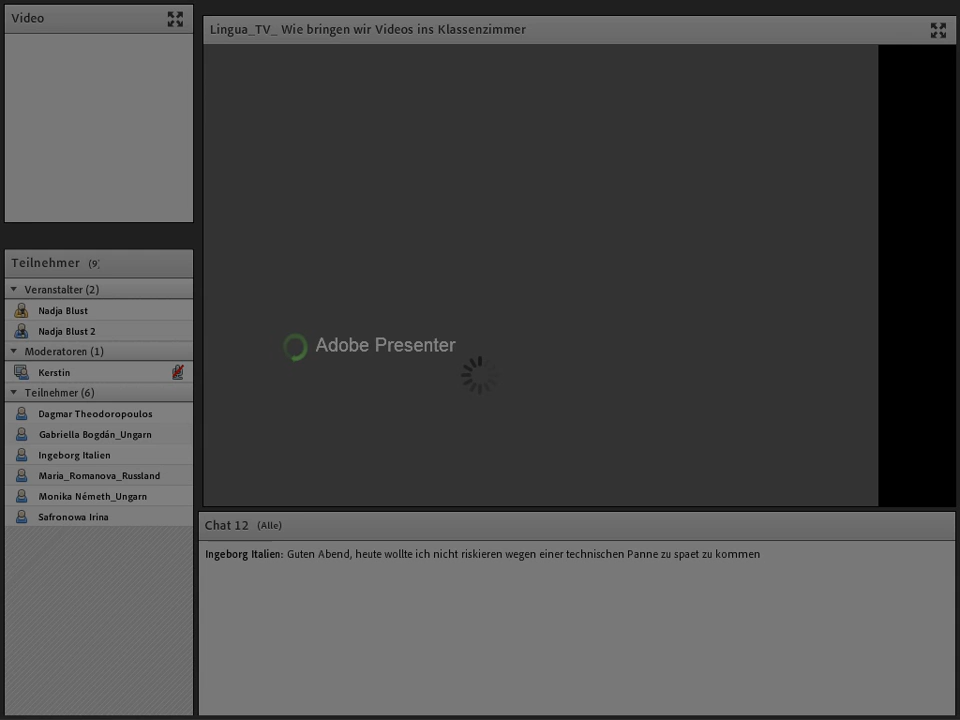 Video
Lingua_TV_ Wie bringen wir Videos ins Klassenzimmer
Teilnehmer (9)
Veranstalter (2)
Nadja Blust
Nadja Blust 2
Moderatoren (1)
Kerstin
Teilnehmer (6)
Dagmar Theodoropoulos
Gabriella Bogdán_Ungarn
Ingeborg Italien
Maria_Romanova_Russland
Monika Németh_Ungarn
Safronowa Irina
Adobe Presenter
Chat 12 (Alle)
Ingeborg Italien: Guten Abend, heute wollte ich nicht riskieren wegen einer technischen Panne zu spaet zu kommen